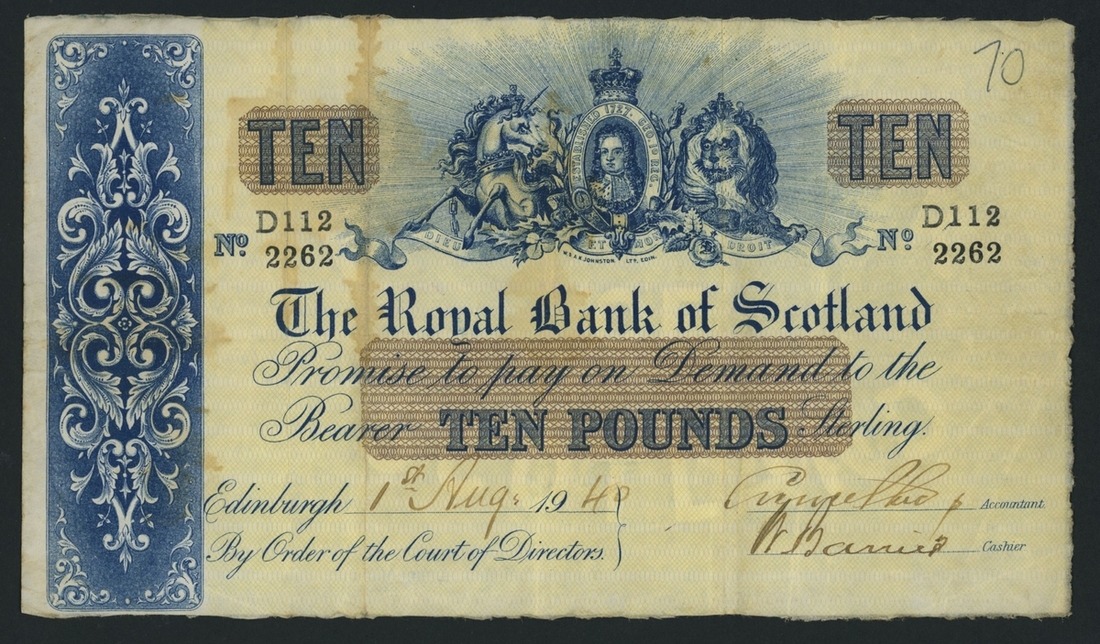 70
TEN
TEN
ESTABLISHED 1727.
DIEU ET MON DROIT
W. & A.K. JOHNSTON, LTD, EDIN.
No. D112 2262
No. D112 2262
The Royal Bank of Scotland
Promise to pay on Demand to the
Bearer TEN POUNDS Sterling.
Edinburgh 1st Aug. 1940
Accountant.
By Order of the Court of Directors.
Cashier